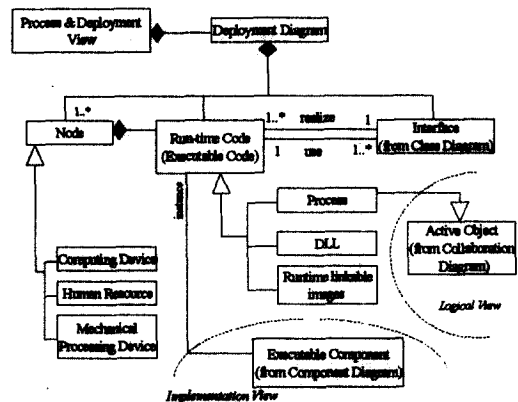 Process & Deployment
View
Deployment Diagram
1..*
Node
Run-time Code
(Executable Code)
1..*
realize
1
1
use
1..*
Interface
(from Class Diagram)
instance
Process
DLL
Runtime linkable
images
Active Object
(from Collaboration
Diagram)
Logical View
Computing Device
Human Resource
Mechanical
Processing Device
Executable Component
(from Component Diagram)
Implementation View